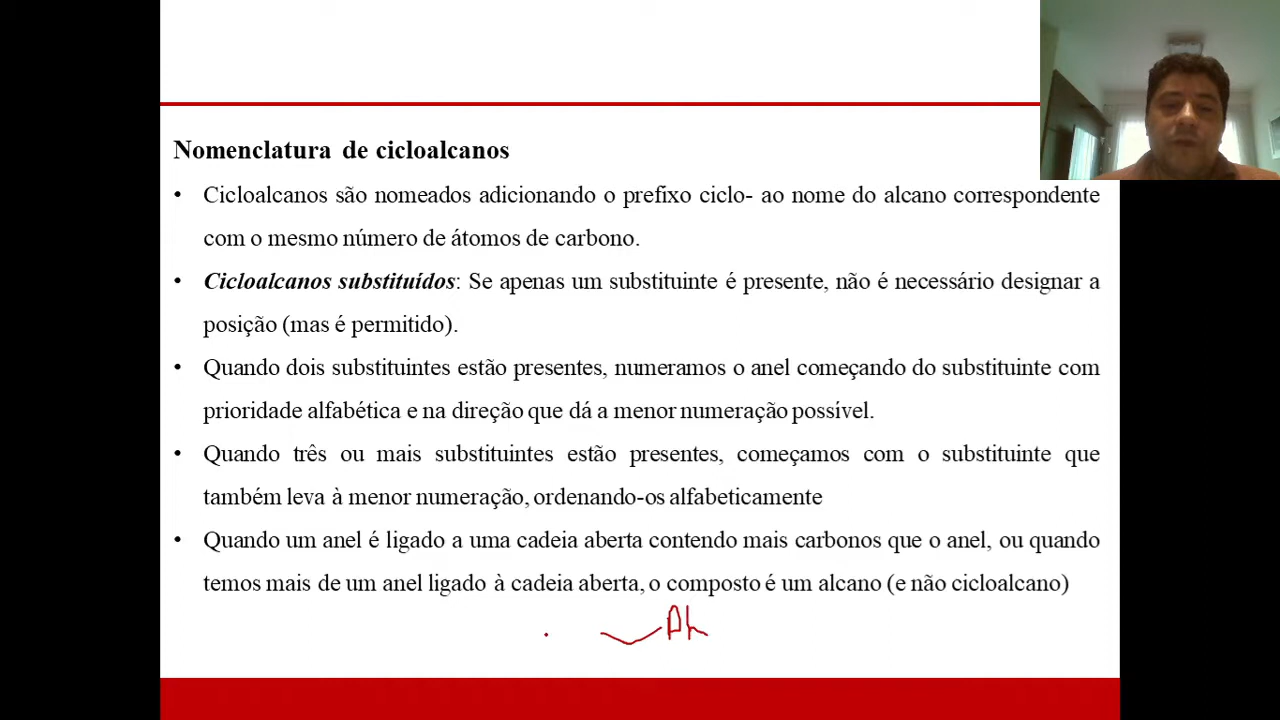 Nomenclatura de cicloalcanos
• Cicloalcanos são nomeados adicionando o prefixo ciclo- ao nome do alcano correspondente
com o mesmo número de átomos de carbono.
• Cicloalcanos substituídos: Se apenas um substituinte é presente, não é necessário designar a
posição (mas é permitido).
• Quando dois substituintes estão presentes, numeramos o anel começando do substituinte com
prioridade alfabética e na direção que dá a menor numeração possível.
• Quando três ou mais substituintes estão presentes, começamos com o substituinte que
também leva à menor numeração, ordenando-os alfabeticamente
• Quando um anel é ligado a uma cadeia aberta contendo mais carbonos que o anel, ou quando
temos mais de um anel ligado à cadeia aberta, o composto é um alcano (e não cicloalcano)